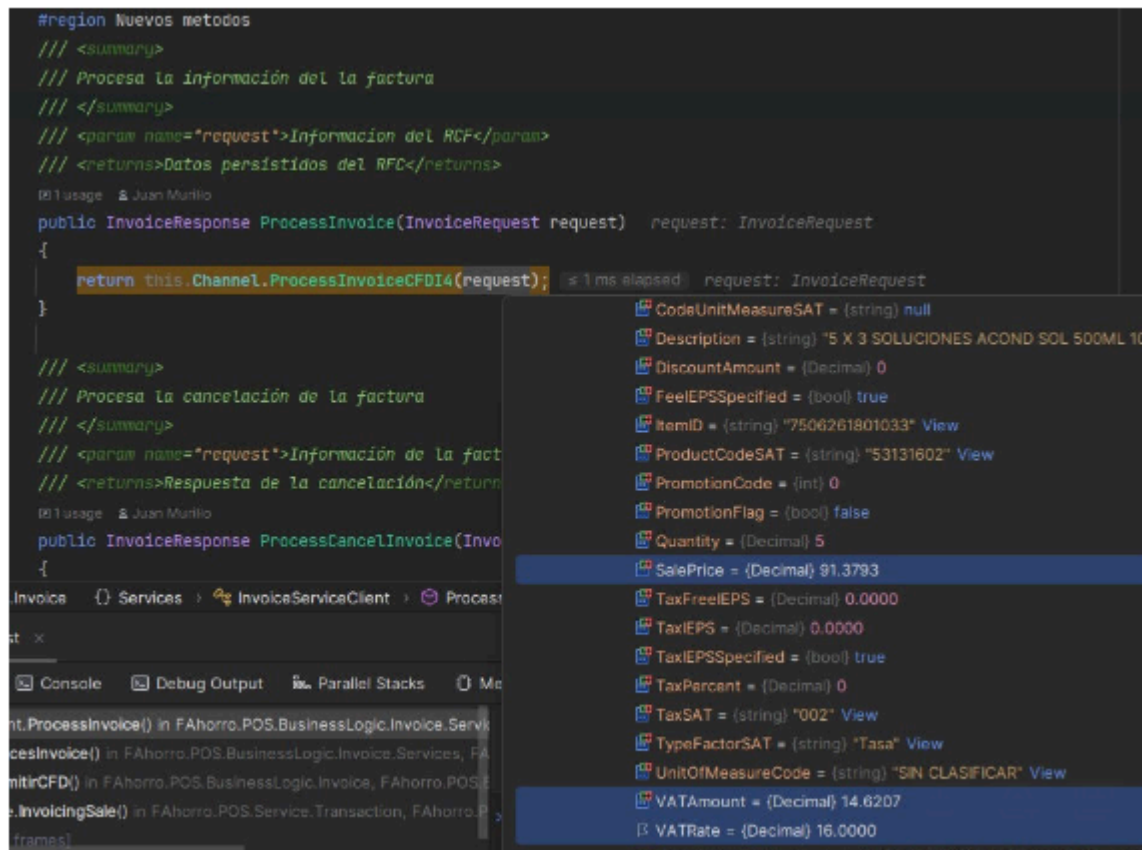 #region Nuevos metodos
/// <summary>
/// Procesa la información del la factura
/// </summary>
/// <param name="request">Informacion del RCF</param>
/// <returns>Datos persistidos del RFC</returns>
1 usage Juan Murillo
public InvoiceResponse ProcessInvoice(InvoiceRequest request) request: InvoiceRequest
{
return this.Channel.ProcessInvoiceCFDI4(request); ≤ 1 ms elapsed request: InvoiceRequest
}
/// <summary>
/// Procesa la cancelación de la factura
/// </summary>
/// <param name="request">Información de la fact
/// <returns>Respuesta de la cancelación</return
1 usage Juan Murillo
public InvoiceResponse ProcessCancelInvoice(Invo
{
.Invoice {} Services › InvoiceServiceClient › Process
st ×
Console Debug Output Parallel Stacks Me
nt.ProcessInvoice() in FAhorro.POS.BusinessLogic.Invoice.Servic
cesInvoice() in FAhorro.POS.BusinessLogic.Invoice.Services, FA
mitirCFD() in FAhorro.POS.BusinessLogic.Invoice, FAhorro.POS.B
e.InvoicingSale() in FAhorro.POS.Service.Transaction, FAhorro.P
frames]
CodeUnitMeasureSAT = {string} null
Description = {string} "5 X 3 SOLUCIONES ACOND SOL 500ML 10
DiscountAmount = {Decimal} 0
FeeIEPSSpecified = {bool} true
ItemID = {string} "7506261801033" View
ProductCodeSAT = {string} "53131602" View
PromotionCode = {int} 0
PromotionFlag = {bool} false
Quantity = {Decimal} 5
SalePrice = {Decimal} 91.3793
TaxFreeIEPS = {Decimal} 0.0000
TaxIEPS = {Decimal} 0.0000
TaxIEPSSpecified = {bool} true
TaxPercent = {Decimal} 0
TaxSAT = {string} "002" View
TypeFactorSAT = {string} "Tasa" View
UnitOfMeasureCode = {string} "SIN CLASIFICAR" View
VATAmount = {Decimal} 14.6207
VATRate = {Decimal} 16.0000